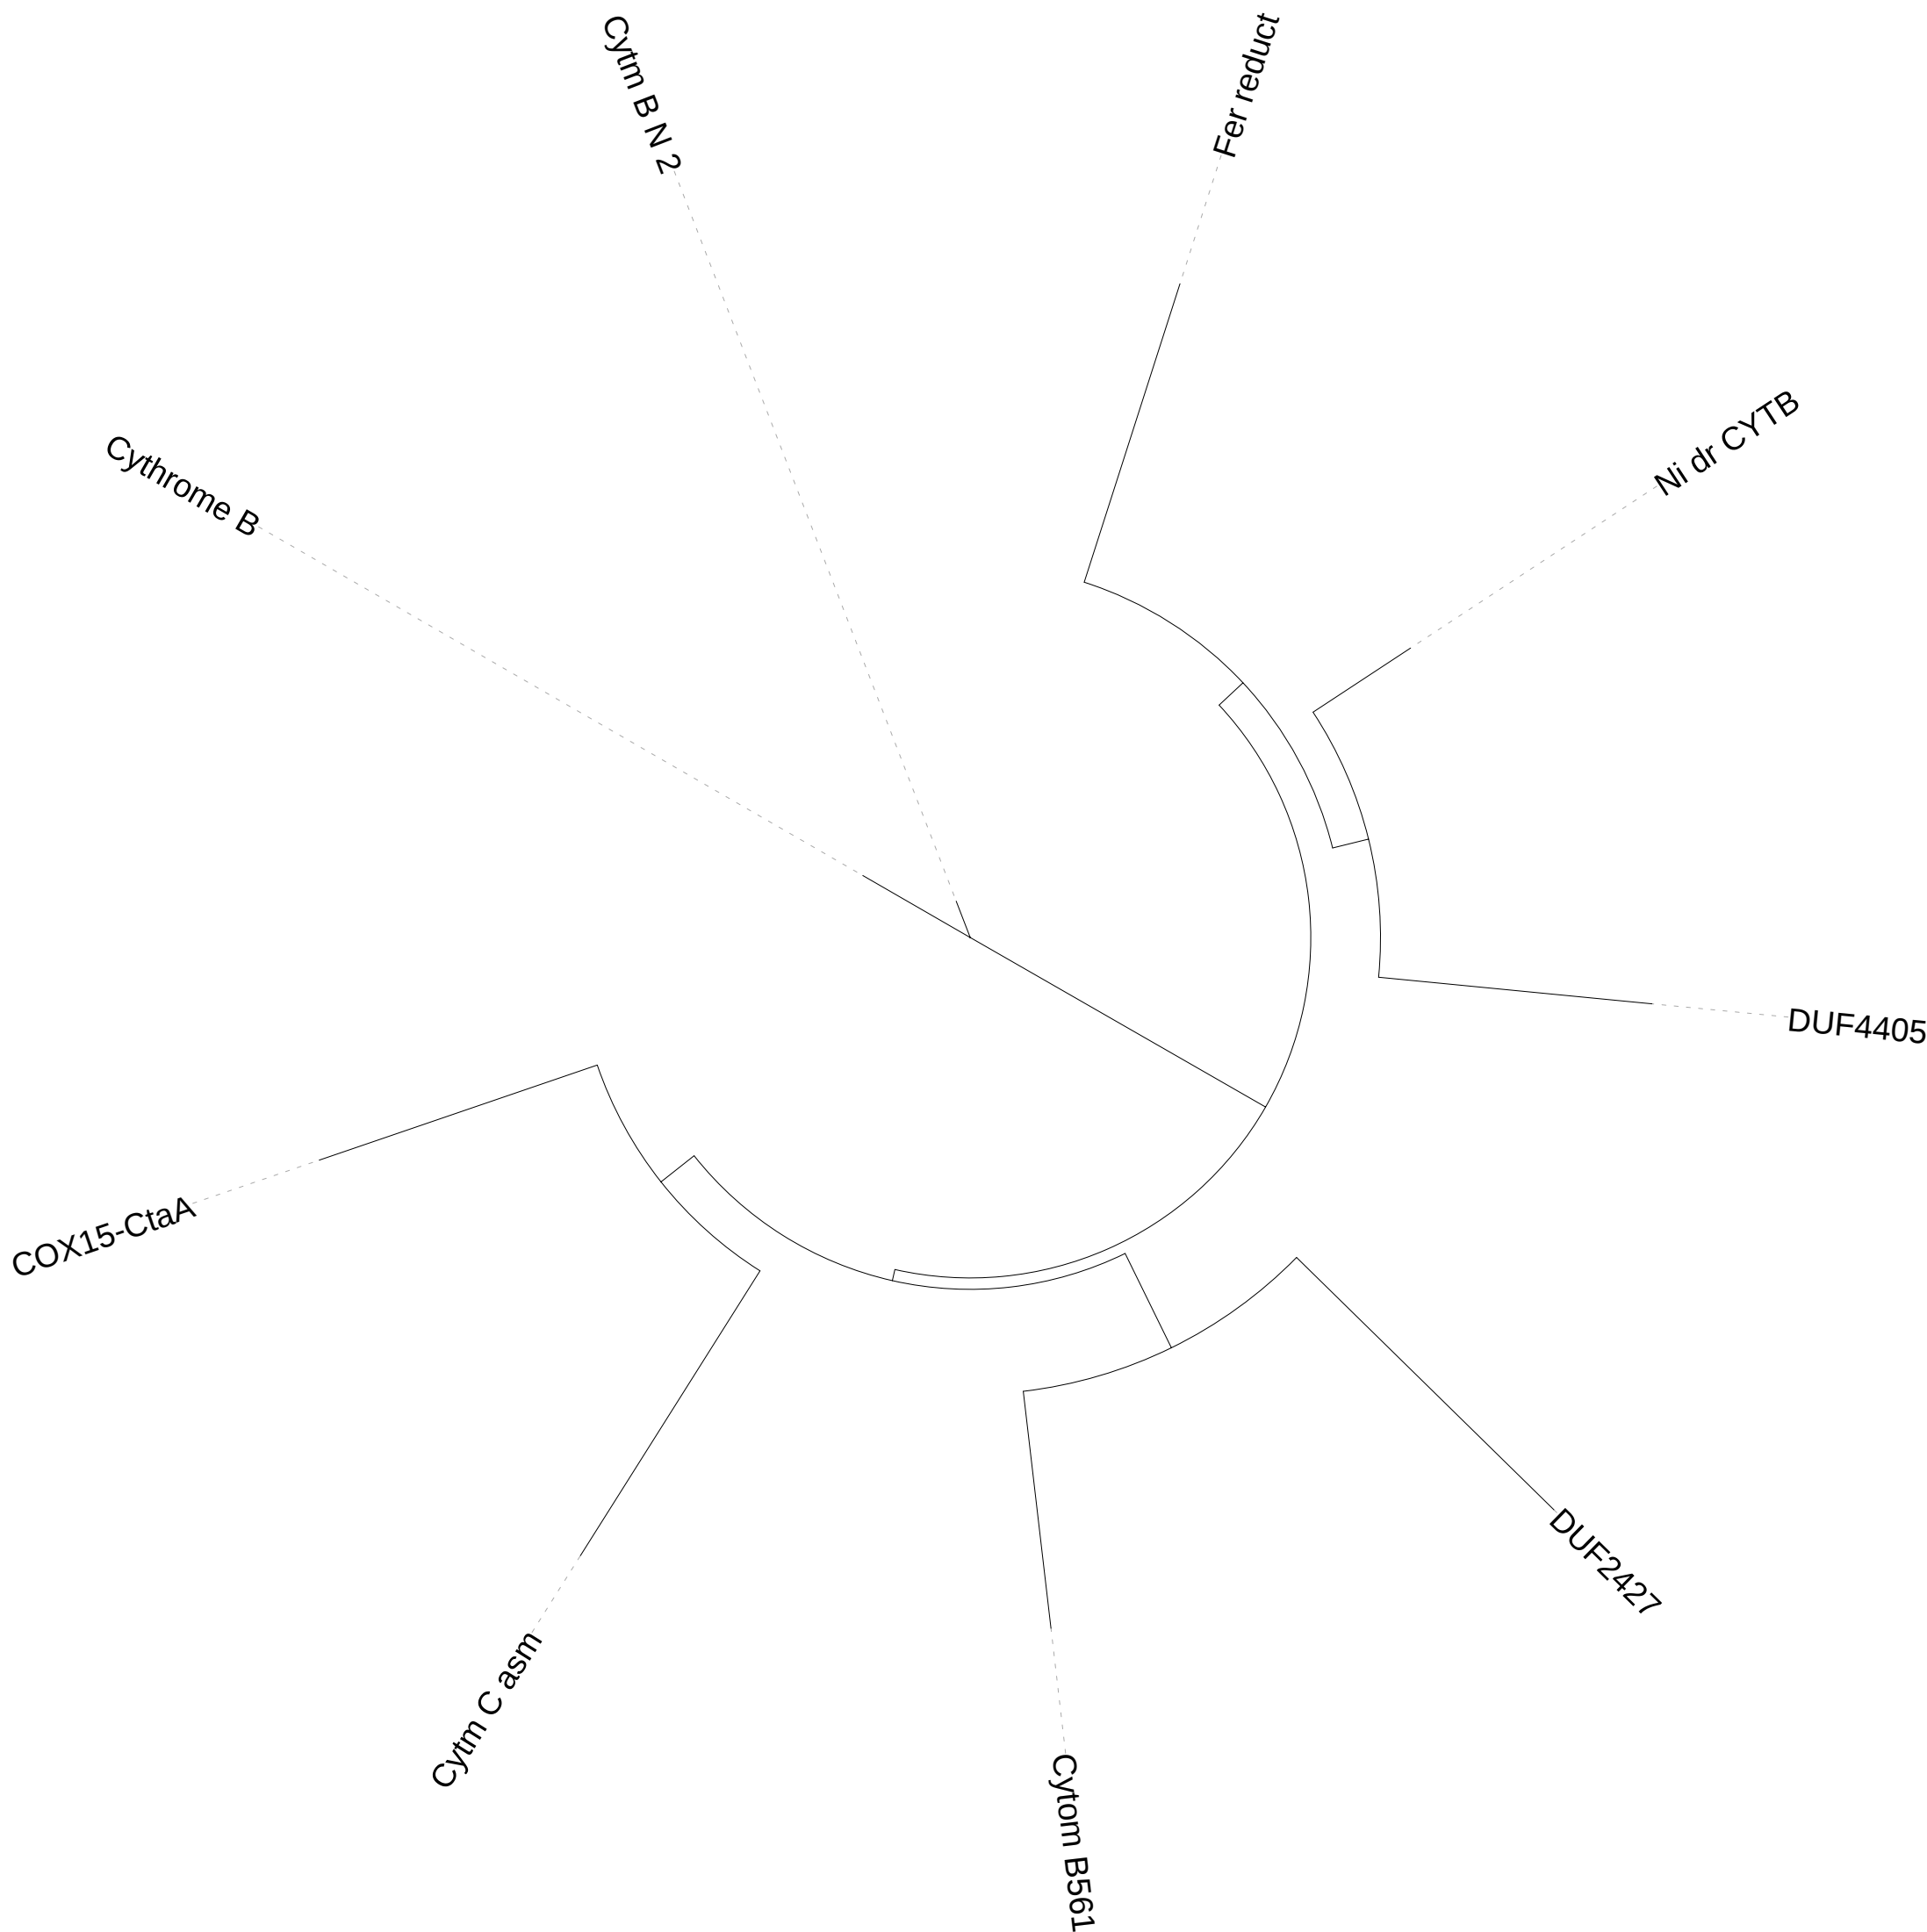 Cytm B N 2
Fer reduct
Ni dr CYTB
Cythrome B
DUF4405
COX15-CtaA
DUF2427
Cytm C asm
Cytom B561